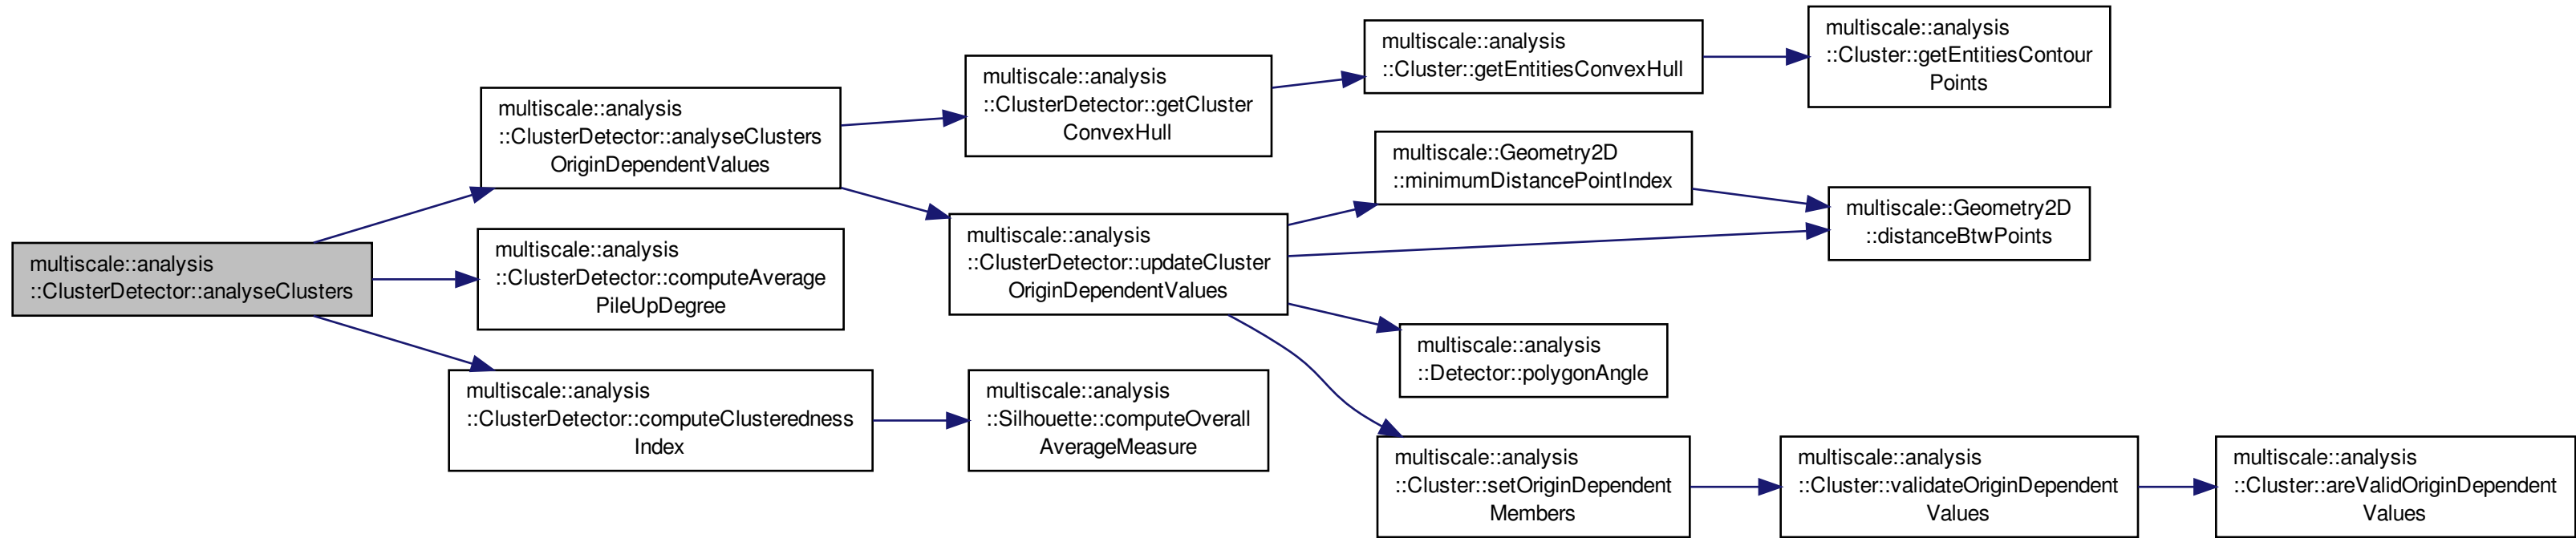 multiscale::analysis
::ClusterDetector::analyseClusters
multiscale::analysis
::ClusterDetector::analyseClusters
OriginDependentValues
multiscale::analysis
::ClusterDetector::computeAverage
PileUpDegree
multiscale::analysis
::ClusterDetector::computeClusteredness
Index
multiscale::analysis
::ClusterDetector::getCluster
ConvexHull
multiscale::analysis
::ClusterDetector::updateCluster
OriginDependentValues
multiscale::analysis
::Silhouette::computeOverall
AverageMeasure
multiscale::analysis
::Cluster::getEntitiesConvexHull
multiscale::Geometry2D
::minimumDistancePointIndex
multiscale::analysis
::Detector::polygonAngle
multiscale::analysis
::Cluster::setOriginDependent
Members
multiscale::analysis
::Cluster::getEntitiesContour
Points
multiscale::Geometry2D
::distanceBtwPoints
multiscale::analysis
::Cluster::validateOriginDependent
Values
multiscale::analysis
::Cluster::areValidOriginDependent
Values